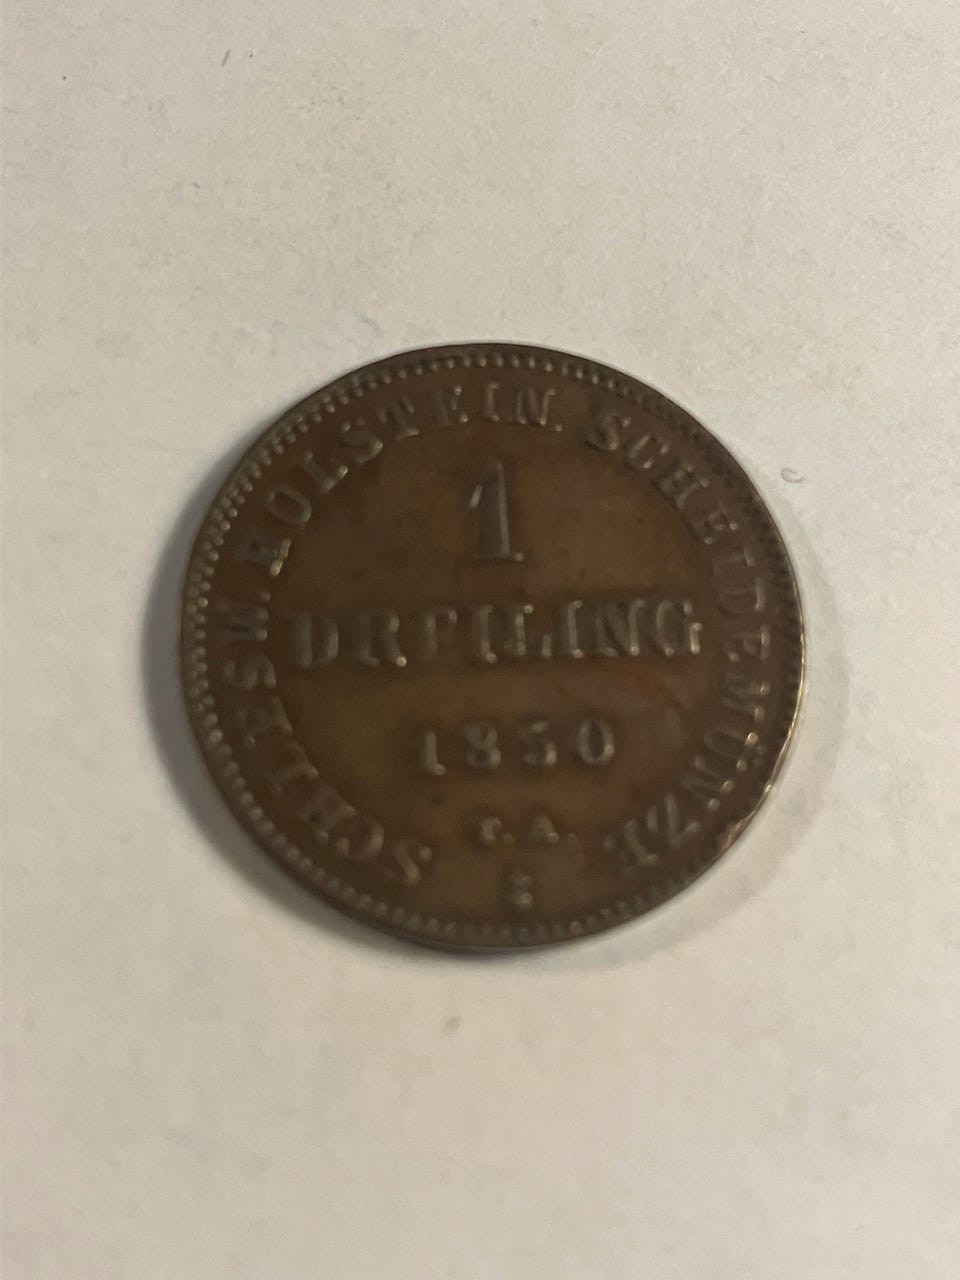 SCHLESW. HOLSTEIN. SCHEIDEMÜNZE
1
DREILING
1850
T. A.